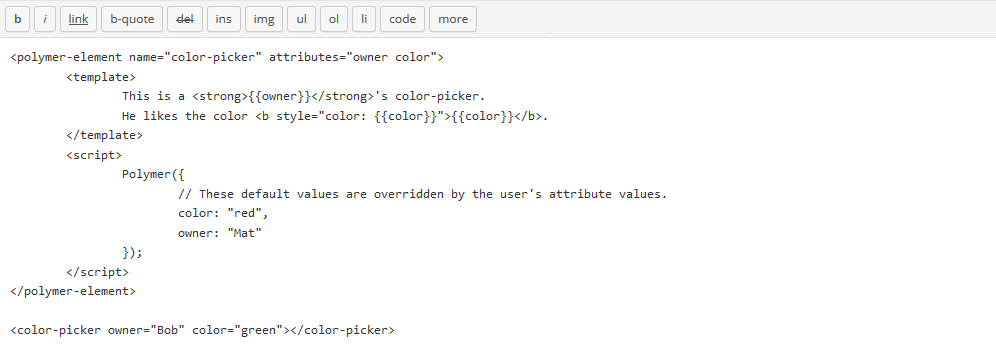 b i link b-quote del ins img ul ol li code more
<polymer-element name="color-picker" attributes="owner color">
<template>
This is a <strong>{{owner}}</strong>'s color-picker.
He likes the color <b style="color: {{color}}">{{color}}</b>.
</template>
<script>
Polymer({
// These default values are overridden by the user's attribute values.
color: "red",
owner: "Mat"
});
</script>
</polymer-element>
<color-picker owner="Bob" color="green"></color-picker>